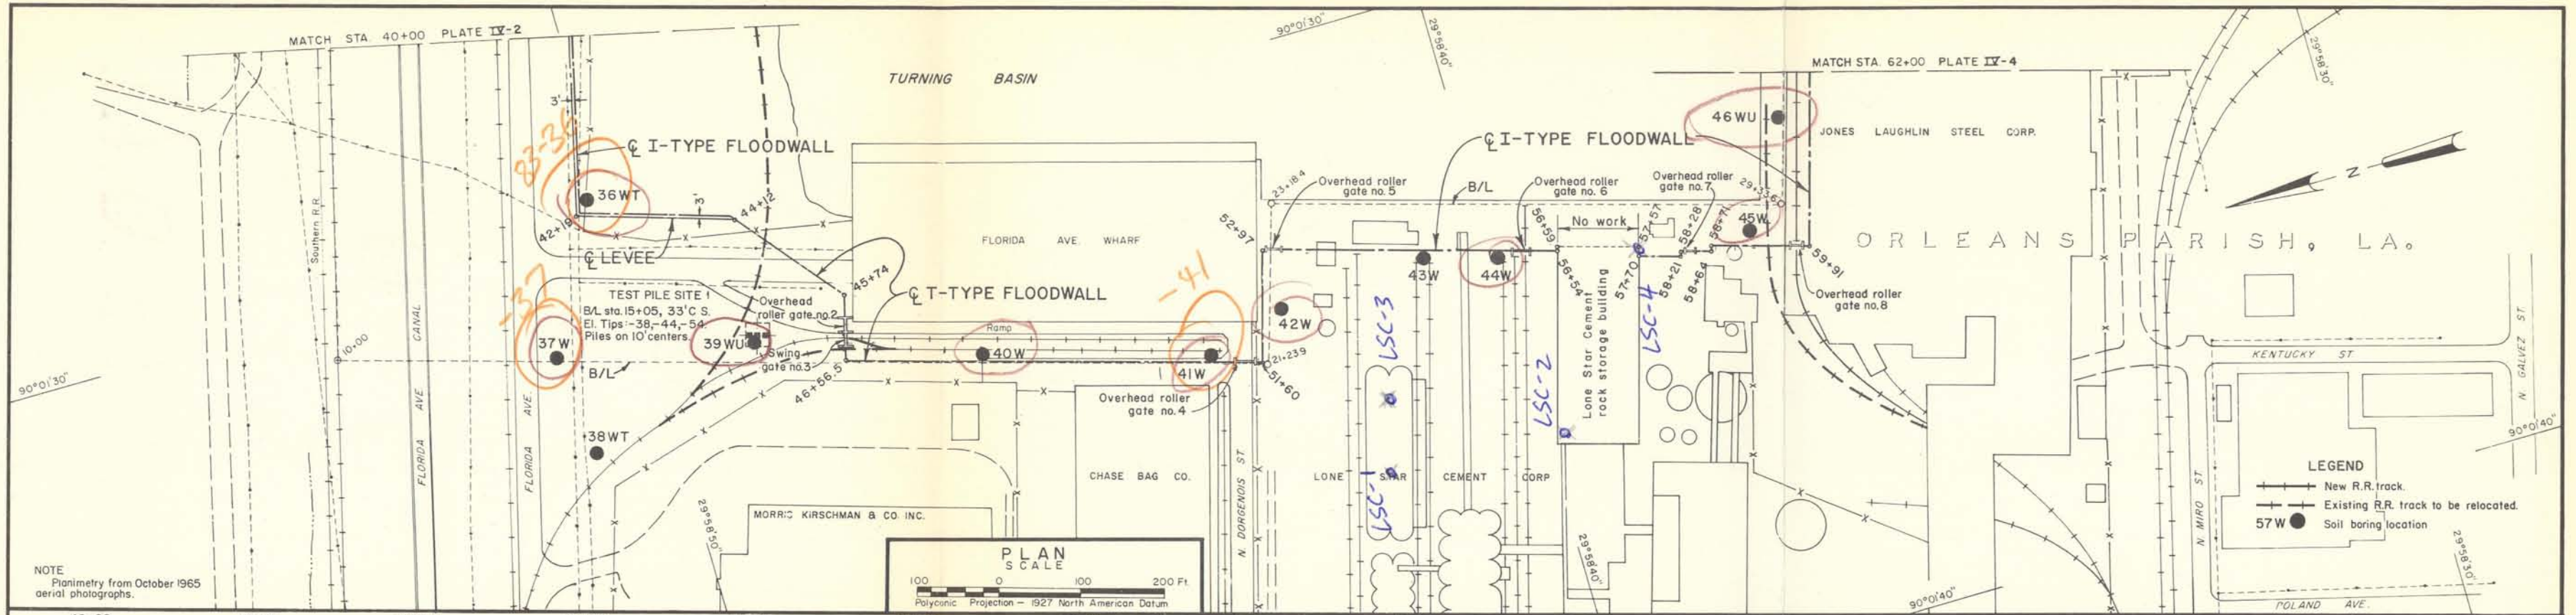 MATCH STA. 40+00 PLATE IV-2
TURNING BASIN
90°01'30"
29°58'40"
MATCH STA. 62+00 PLATE IV-4
29°58'30"
3'
83-36
℄ I-TYPE FLOODWALL
36WT
3'
44+12
42+19
Southern R.R.
℄ LEVEE
45+74
℄ T-TYPE FLOODWALL
FLORIDA AVE. WHARF
TEST PILE SITE 1
B/L sta. 15+05, 33' C S.
El. Tips:-38,-44,-54.
Piles on 10' centers.
Overhead
roller gate no.2
-37
37W
39WU
Swing
gate no.3
B/L
10+00
90°01'30"
FLORIDA AVE. CANAL
FLORIDA AVE.
38WT
46+56.5
Ramp
40W
-41
41W
Overhead roller
gate no. 4
52+97
23+18.4
Overhead roller
gate no. 5
42W
21+23.9
51+60
℄ I-TYPE FLOODWALL
B/L
43W
44W
Overhead roller
gate no. 6
56+59
No work
57+57
56+54
57+70
Overhead roller
gate no. 7
58+28
58+21
58+71
58+64
29+33.60
45W
46WU
JONES LAUGHLIN STEEL CORP.
59+91
Overhead roller
gate no. 8
ORLEANS PARISH, LA.
N
LSC-3
LSC-1
LSC-2
LSC-4
Lone Star Cement
rock storage building
LONE STAR CEMENT CORP
CHASE BAG CO.
N. DORGENOIS ST.
MORRIS KIRSCHMAN & CO. INC.
29°58'50"
29°58'40"
90°01'40"
KENTUCKY ST
N. GALVEZ ST.
N. MIRO ST.
POLAND AVE.
90°01'40"
29°58'30"
LEGEND
New R.R. track.
Existing R.R. track to be relocated.
57W Soil boring location
PLAN
SCALE
100 0 100 200 Ft.
Polyconic Projection — 1927 North American Datum
NOTE
Planimetry from October 1965
aerial photographs.